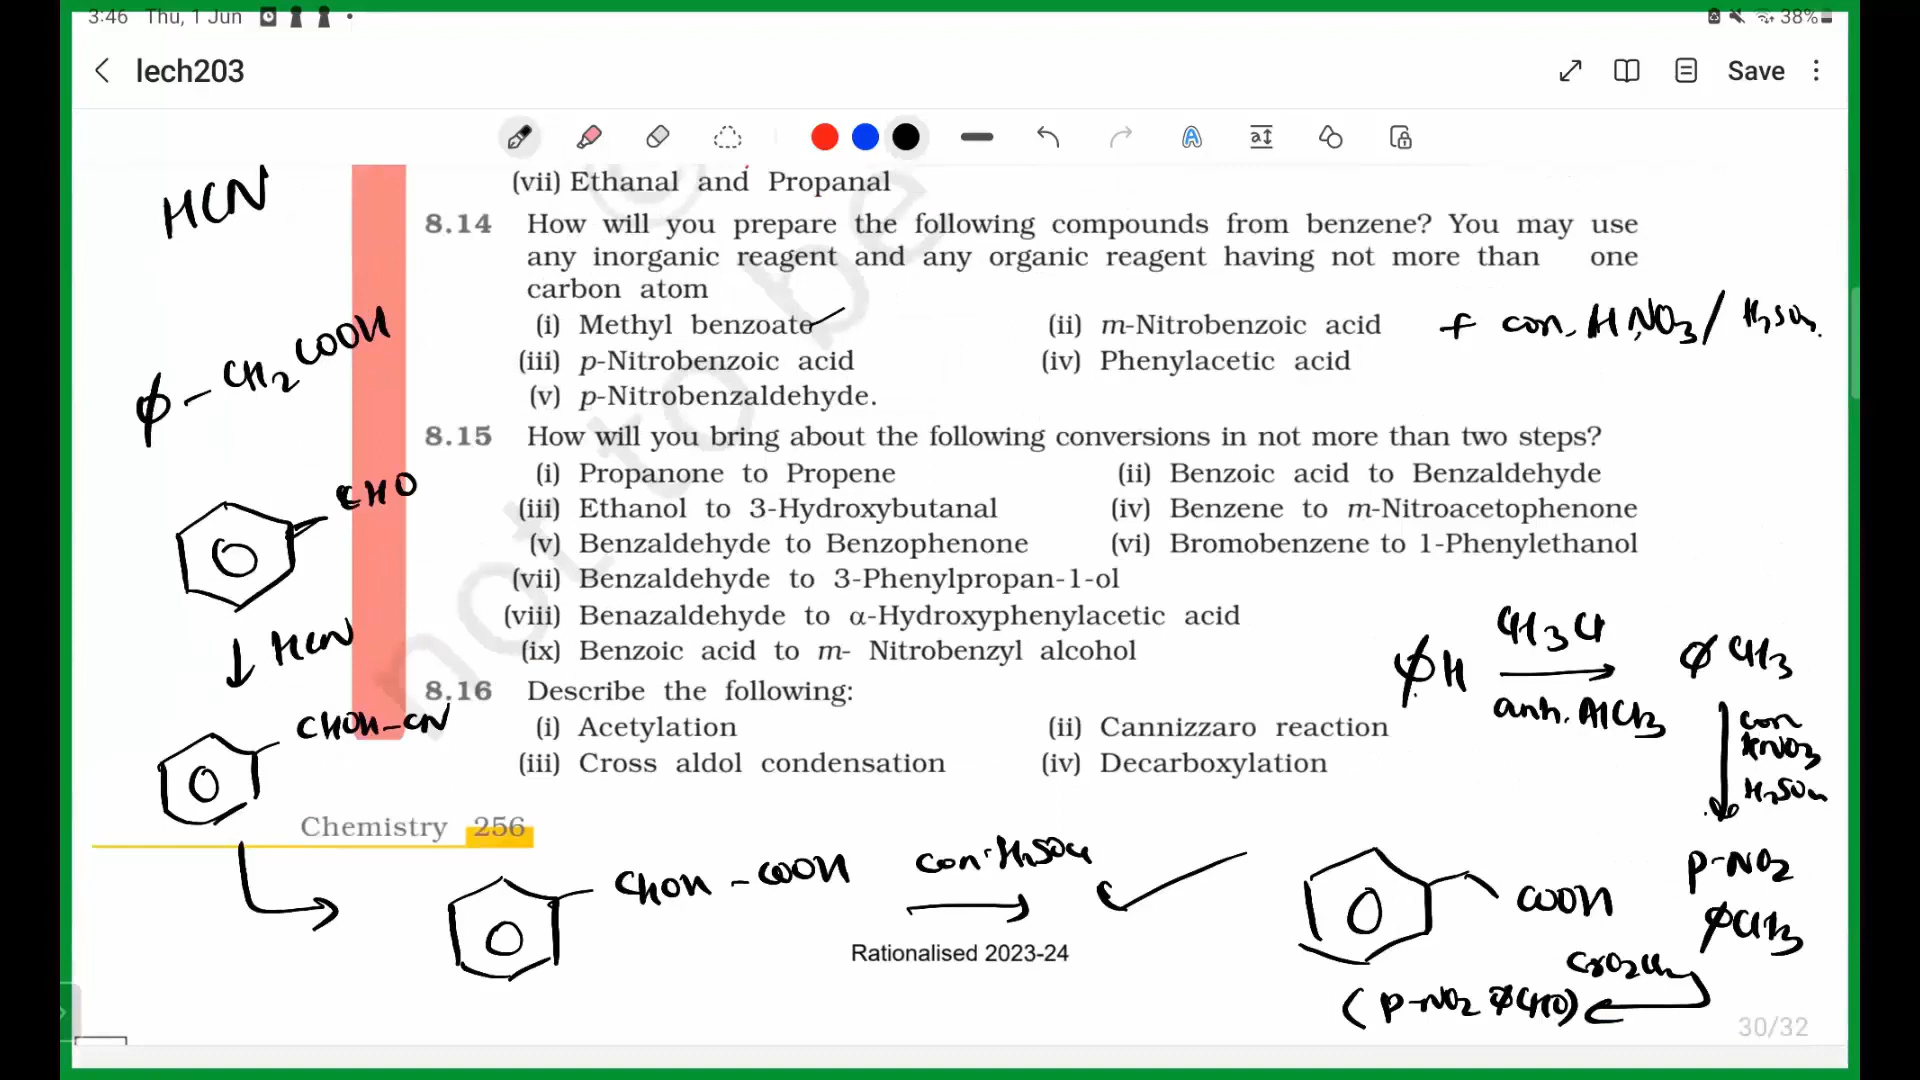 3:46 Thu, 1 Jun
38%
lech203
Save
(vii) Ethanal and Propanal
8.14 How will you prepare the following compounds from benzene? You may use
any inorganic reagent and any organic reagent having not more than one
carbon atom
(i) Methyl benzoate (ii) m-Nitrobenzoic acid
(iii) p-Nitrobenzoic acid (iv) Phenylacetic acid
(v) p-Nitrobenzaldehyde.
8.15 How will you bring about the following conversions in not more than two steps?
(i) Propanone to Propene (ii) Benzoic acid to Benzaldehyde
(iii) Ethanol to 3-Hydroxybutanal (iv) Benzene to m-Nitroacetophenone
(v) Benzaldehyde to Benzophenone (vi) Bromobenzene to 1-Phenylethanol
(vii) Benzaldehyde to 3-Phenylpropan-1-ol
(viii) Benazaldehyde to α-Hydroxyphenylacetic acid
(ix) Benzoic acid to m- Nitrobenzyl alcohol
8.16 Describe the following:
(i) Acetylation (ii) Cannizzaro reaction
(iii) Cross aldol condensation (iv) Decarboxylation
Chemistry 256
Rationalised 2023-24
30/32
not to be
HCN
ϕ-CH2COOH
CHO
↓ HCN
CHOH-CN
CHOH-COOH
con. H2SO4
COOH
+ con. HNO3/H2SO4
ϕH
CH3Cl
anh. AlCl3
ϕCH3
con
HNO3
H2SO4
p-NO2
ϕCH3
CrO2Cl2
(p-NO2 ϕCHO)